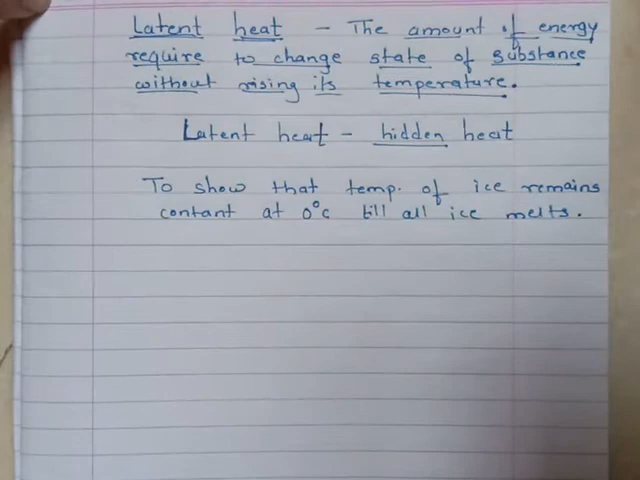 Latent heat - The amount of energy
require to change state of substance
without rising its temperature.
Latent heat - hidden heat
To show that temp. of ice remains
contant at 0°c till all ice melts.